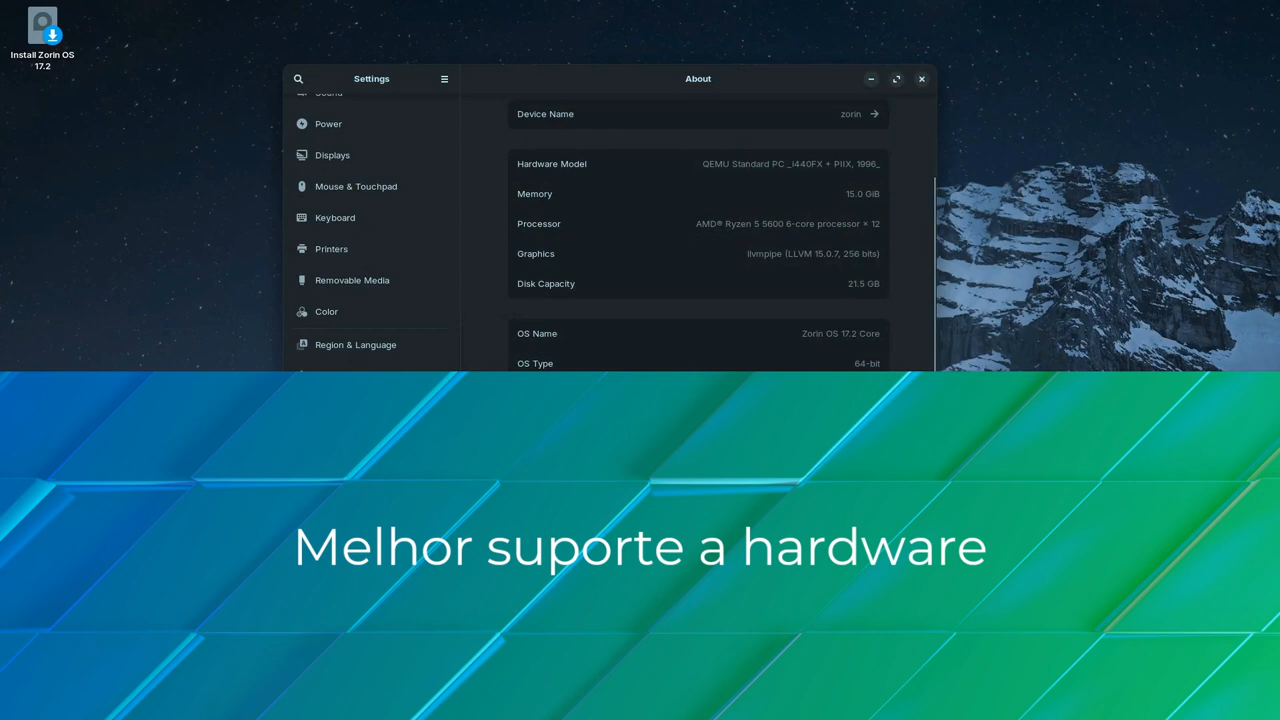 Install Zorin OS
17.2
Settings
About
Sound
Power
Displays
Mouse & Touchpad
Keyboard
Printers
Removable Media
Color
Region & Language
Device Name zorin
Hardware Model QEMU Standard PC _i440FX + PIIX, 1996_
Memory 15.0 GiB
Processor AMD® Ryzen 5 5600 6-core processor × 12
Graphics llvmpipe (LLVM 15.0.7, 256 bits)
Disk Capacity 21.5 GB
OS Name Zorin OS 17.2 Core
OS Type 64-bit
Melhor suporte a hardware